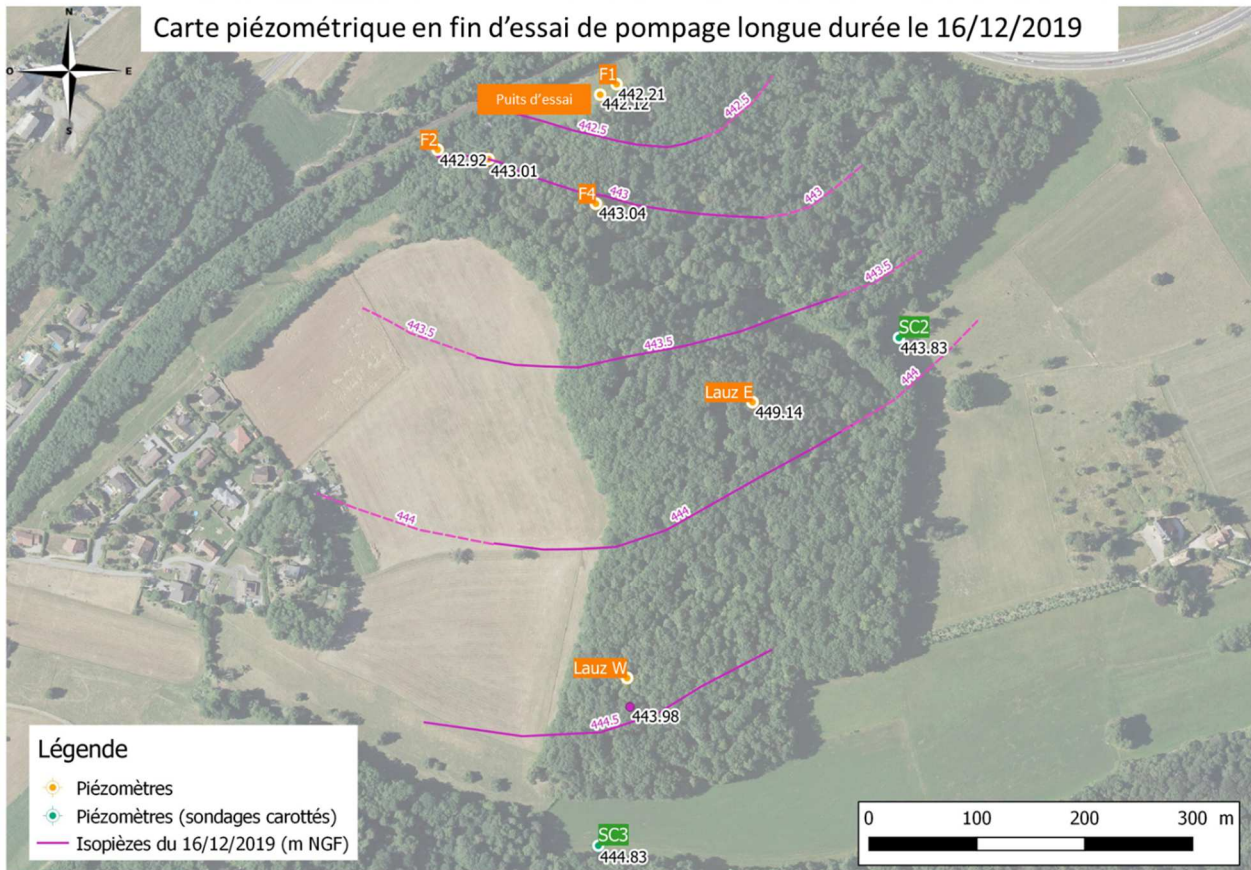 Carte piézométrique en fin d’essai de pompage longue durée le 16/12/2019
N
O
E
S
F1
442.21
Puits d’essai
442.12
442.5
442.5
F2
442.92
443.01
F4
443
443.04
443
443.5
443.5
443.5
SC2
443.83
444
Lauz E
449.14
444
444
Lauz W
443.98
444.5
SC3
444.83
Légende
Piézomètres
Piézomètres (sondages carottés)
Isopièzes du 16/12/2019 (m NGF)
0 100 200 300 m